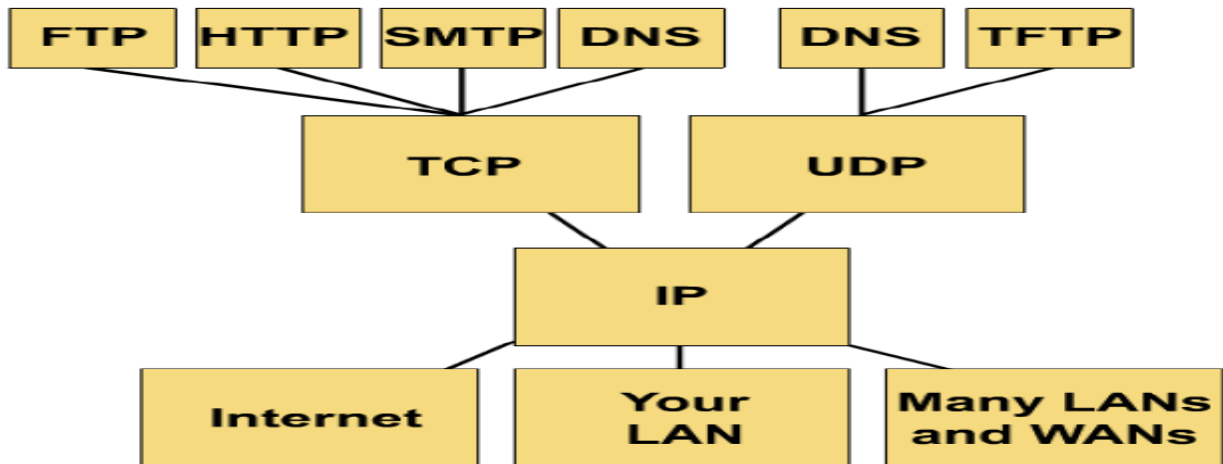 FTP
HTTP
SMTP
DNS
DNS
TFTP
TCP
UDP
IP
Internet
Your
LAN
Many LANs
and WANs